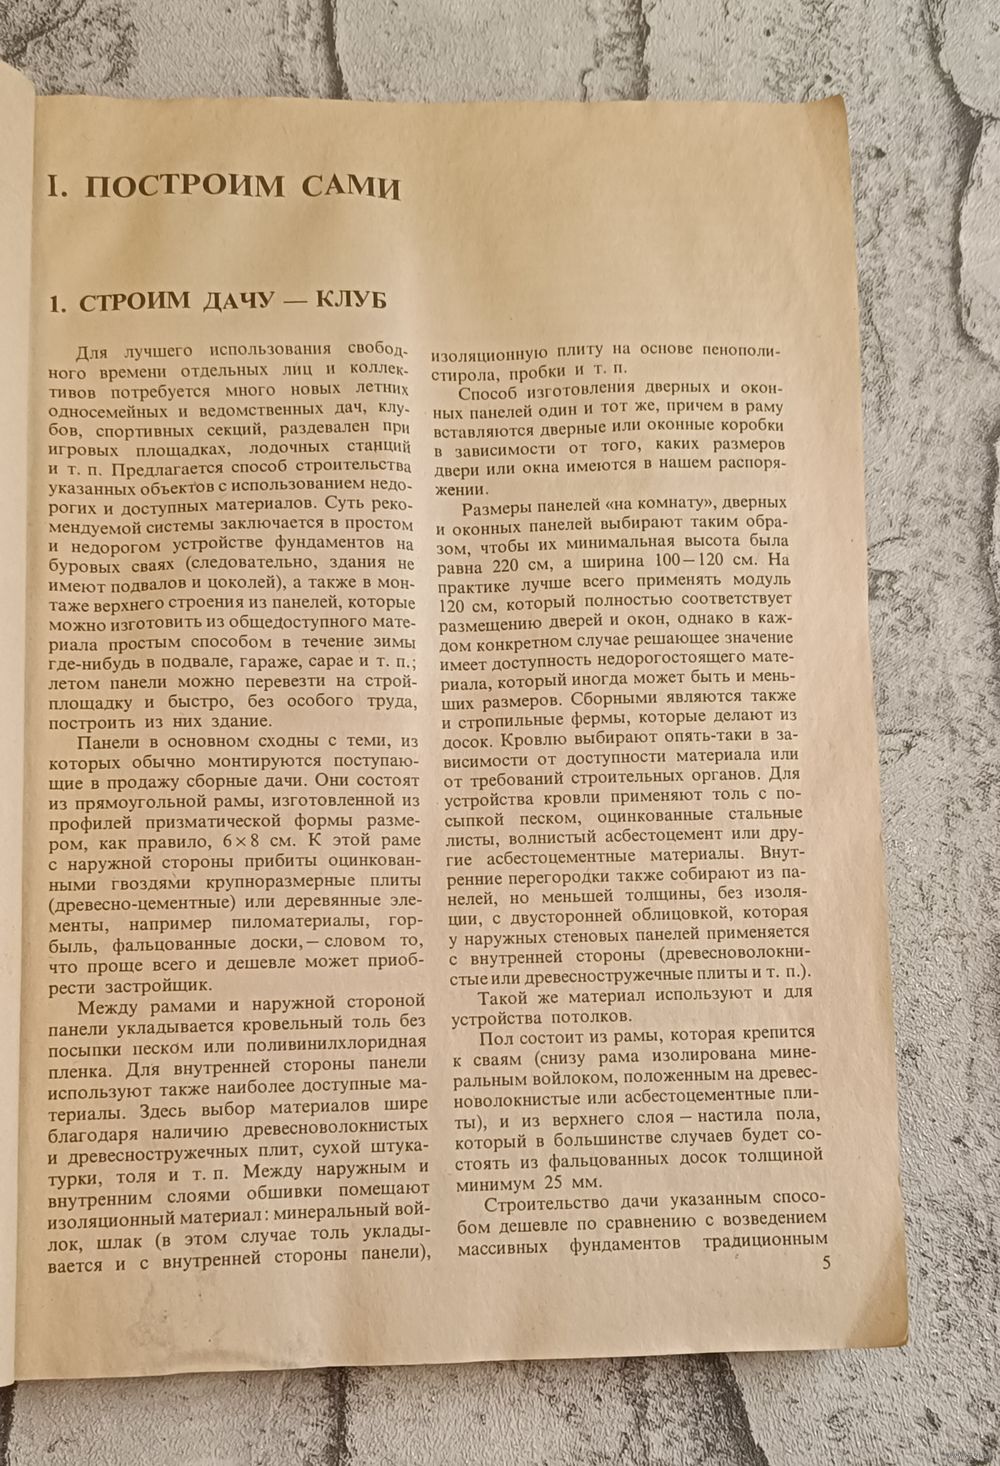 I. ПОСТРОИМ САМИ
1. СТРОИМ ДАЧУ — КЛУБ
Для лучшего использования свобод-
ного времени отдельных лиц и коллек-
тивов потребуется много новых летних
односемейных и ведомственных дач, клу-
бов, спортивных секций, раздевален при
игровых площадках, лодочных станций
и т. п. Предлагается способ строительства
указанных объектов с использованием недо-
рогих и доступных материалов. Суть реко-
мендуемой системы заключается в простом
и недорогом устройстве фундаментов на
буровых сваях (следовательно, здания не
имеют подвалов и цоколей), а также в мон-
таже верхнего строения из панелей, которые
можно изготовить из общедоступного мате-
риала простым способом в течение зимы
где-нибудь в подвале, гараже, сарае и т. п.;
летом панели можно перевезти на строй-
площадку и быстро, без особого труда,
построить из них здание.
Панели в основном сходны с теми, из
которых обычно монтируются поступаю-
щие в продажу сборные дачи. Они состоят
из прямоугольной рамы, изготовленной из
профилей призматической формы разме-
ром, как правило, 6×8 см. К этой раме
с наружной стороны прибиты оцинкован-
ными гвоздями крупноразмерные плиты
(древесно-цементные) или деревянные эле-
менты, например пиломатериалы, гор-
быль, фальцованные доски, — словом то,
что проще всего и дешевле может приоб-
рести застройщик.
Между рамами и наружной стороной
панели укладывается кровельный толь без
посыпки песком или поливинилхлоридная
пленка. Для внутренней стороны панели
используют также наиболее доступные ма-
териалы. Здесь выбор материалов шире
благодаря наличию древесноволокнистых
и древесностружечных плит, сухой штука-
турки, толя и т. п. Между наружным и
внутренним слоями обшивки помещают
изоляционный материал: минеральный вой-
лок, шлак (в этом случае толь уклады-
вается и с внутренней стороны панели),
изоляционную плиту на основе пенополи-
стирола, пробки и т. п.
Способ изготовления дверных и окон-
ных панелей один и тот же, причем в раму
вставляются дверные или оконные коробки
в зависимости от того, каких размеров
двери или окна имеются в нашем распоря-
жении.
Размеры панелей «на комнату», дверных
и оконных панелей выбирают таким обра-
зом, чтобы их минимальная высота была
равна 220 см, а ширина 100—120 см. На
практике лучше всего применять модуль
120 см, который полностью соответствует
размещению дверей и окон, однако в каж-
дом конкретном случае решающее значение
имеет доступность недорогостоящего мате-
риала, который иногда может быть и мень-
ших размеров. Сборными являются также
и стропильные фермы, которые делают из
досок. Кровлю выбирают опять-таки в за-
висимости от доступности материала или
от требований строительных органов. Для
устройства кровли применяют толь с по-
сыпкой песком, оцинкованные стальные
листы, волнистый асбестоцемент или дру-
гие асбестоцементные материалы. Внут-
ренние перегородки также собирают из па-
нелей, но меньшей толщины, без изоля-
ции, с двусторонней облицовкой, которая
у наружных стеновых панелей применяется
с внутренней стороны (древесноволокни-
стые или древесностружечные плиты и т. п.).
Такой же материал используют и для
устройства потолков.
Пол состоит из рамы, которая крепится
к сваям (снизу рама изолирована мине-
ральным войлоком, положенным на древес-
новолокнистые или асбестоцементные пли-
ты), и из верхнего слоя — настила пола,
который в большинстве случаев будет со-
стоять из фальцованных досок толщиной
минимум 25 мм.
Строительство дачи указанным спосо-
бом дешевле по сравнению с возведением
массивных фундаментов традиционным
5